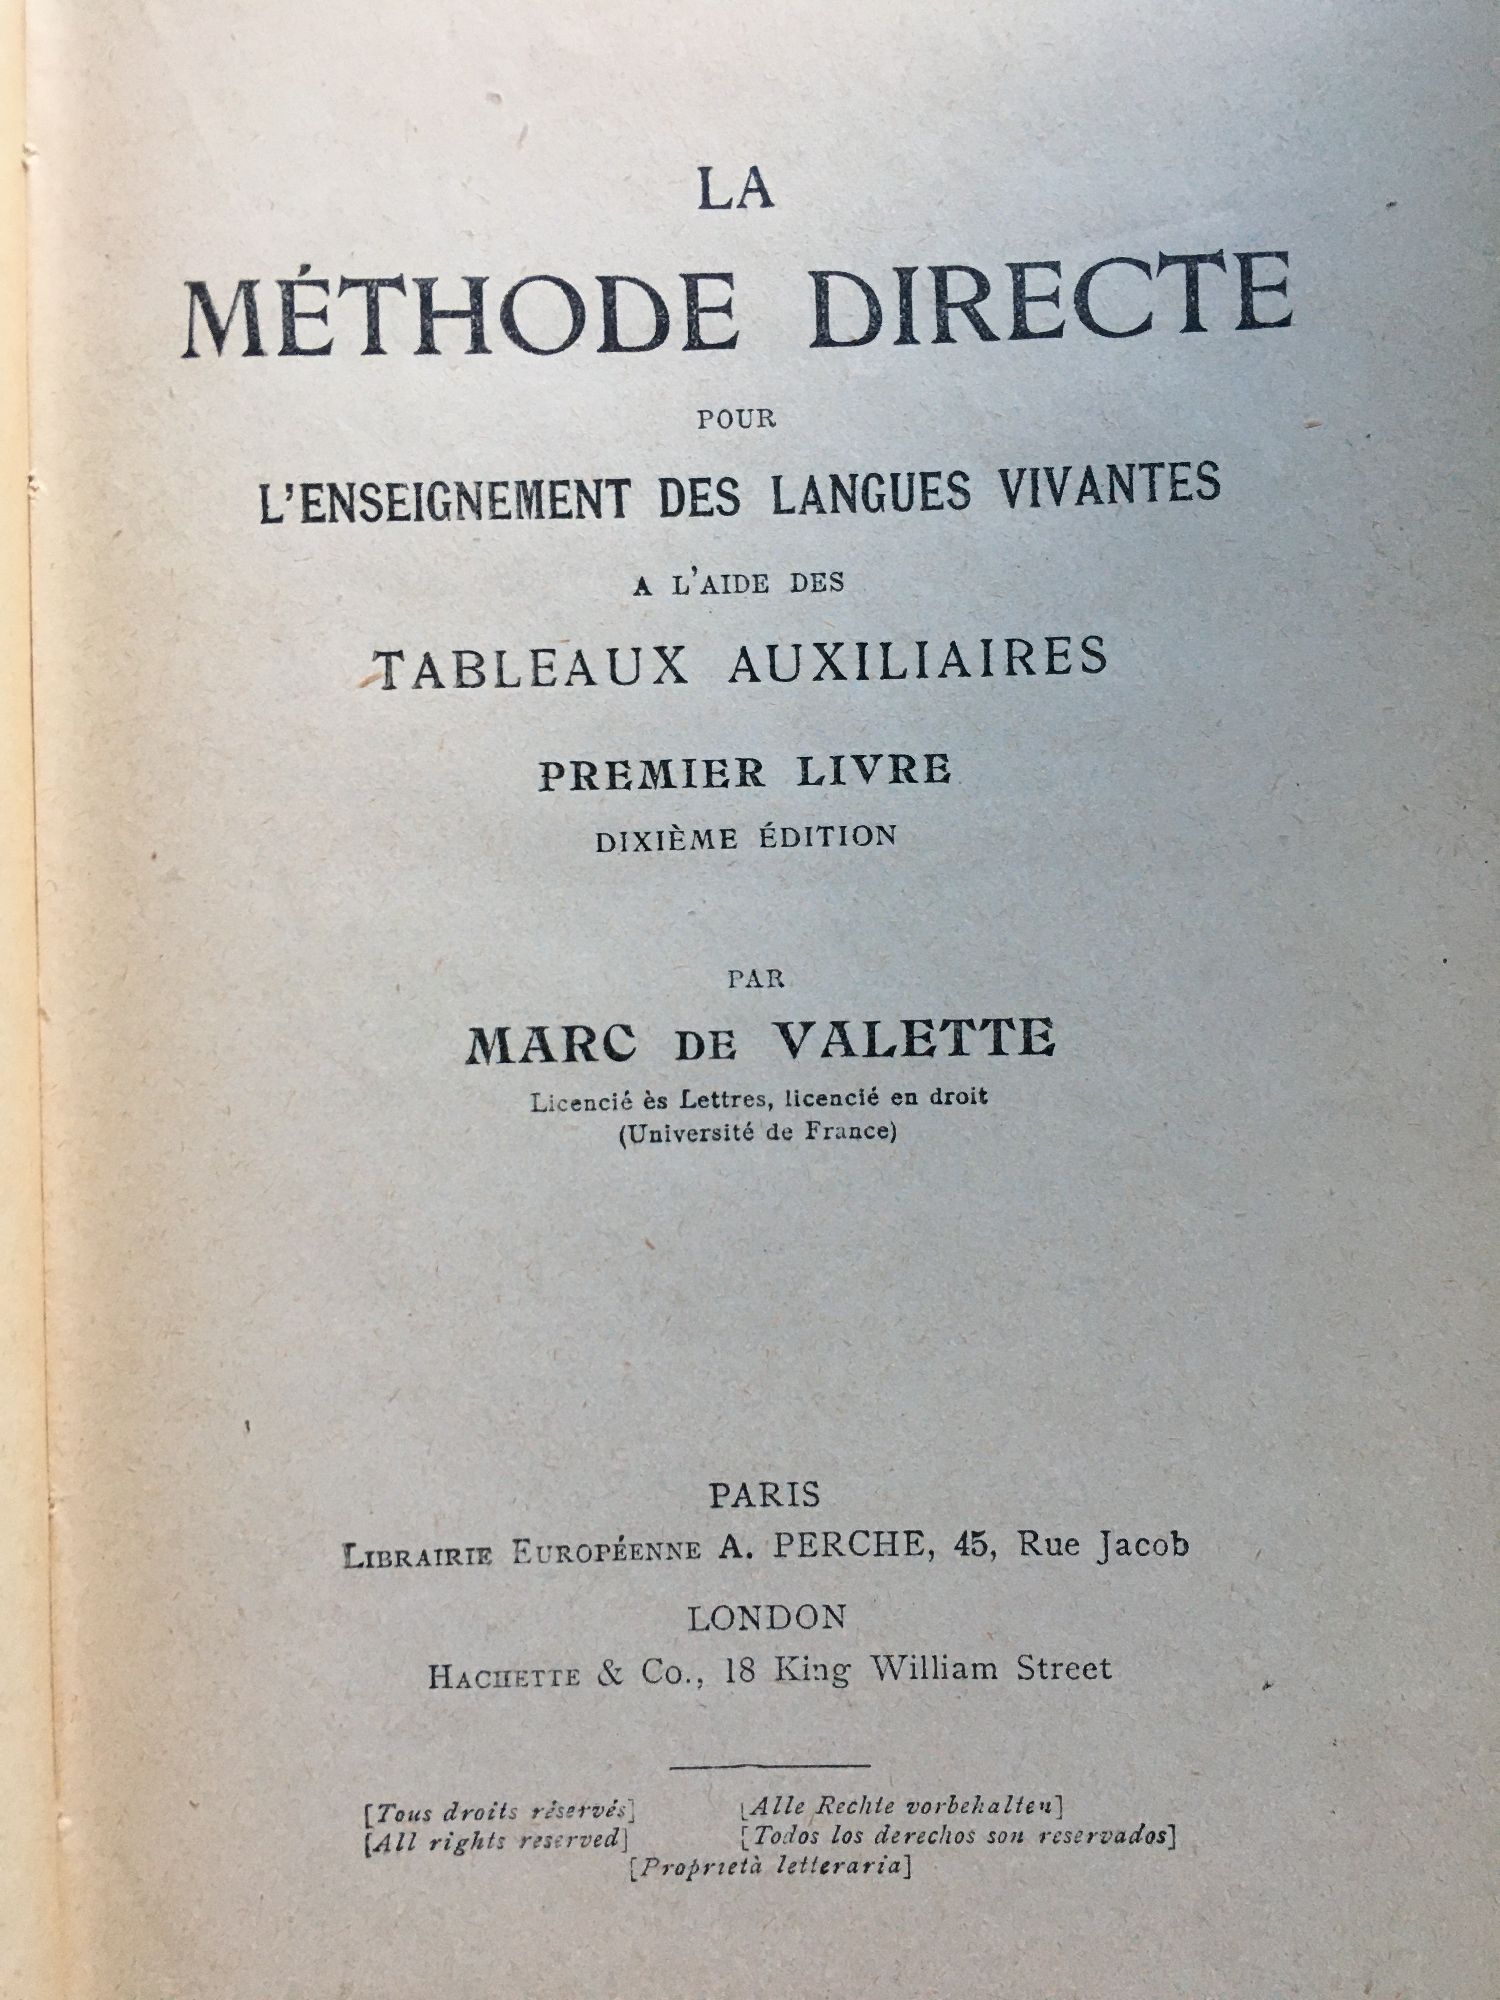 LA
MÉTHODE DIRECTE
POUR
L'ENSEIGNEMENT DES LANGUES VIVANTES
A L'AIDE DES
TABLEAUX AUXILIAIRES
PREMIER LIVRE
DIXIÈME ÉDITION
PAR
MARC DE VALETTE
Licencié ès Lettres, licencié en droit
(Université de France)
PARIS
LIBRAIRIE EUROPÉENNE A. PERCHE, 45, Rue Jacob
LONDON
HACHETTE & Co., 18 King William Street
[Tous droits réservés] [Alle Rechte vorbehalten]
[All rights reserved] [Todos los derechos son reservados]
[Proprietà letteraria]